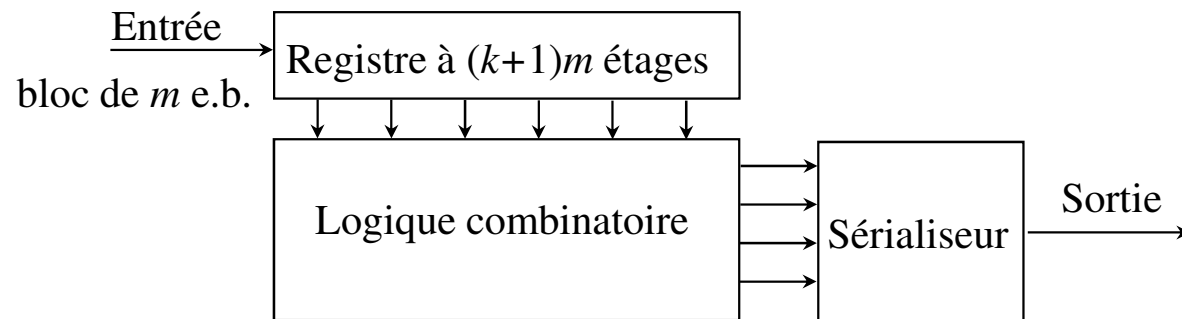 Entrée
bloc de m e.b.
Registre à (k+1)m étages
Logique combinatoire
Sérialiseur
Sortie